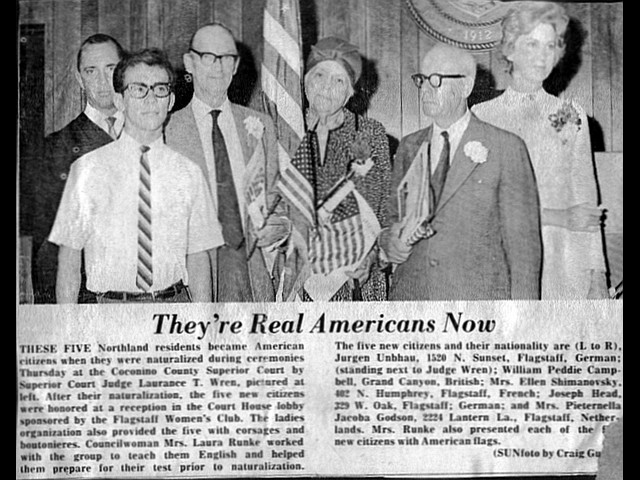 1912
They're Real Americans Now
THESE FIVE Northland residents became American
citizens when they were naturalized during ceremonies
Thursday at the Coconino County Superior Court by
Superior Court Judge Laurance T. Wren, pictured at
left. After their naturalization, the five new citizens
were honored at a reception in the Court House lobby
sponsored by the Flagstaff Women's Club. The ladies
organization also provided the five with corsages and
boutonieres. Councilwoman Mrs. Laura Runke worked
with the group to teach them English and helped
them prepare for their test prior to naturalization.
The five new citizens and their nationality are (L to R),
Jurgen Unbhau, 1520 N. Sunset, Flagstaff, German;
(standing next to Judge Wren); William Peddie Camp-
bell, Grand Canyon, British; Mrs. Ellen Shimanovsky,
402 N. Humphrey, Flagstaff, French; Joseph Head,
329 W. Oak, Flagstaff; German; and Mrs. Pieternella
Jacoba Godson, 2224 Lantern La., Flagstaff, Nether-
lands. Mrs. Runke also presented each of the
new citizens with American flags.
(SUNfoto by Craig